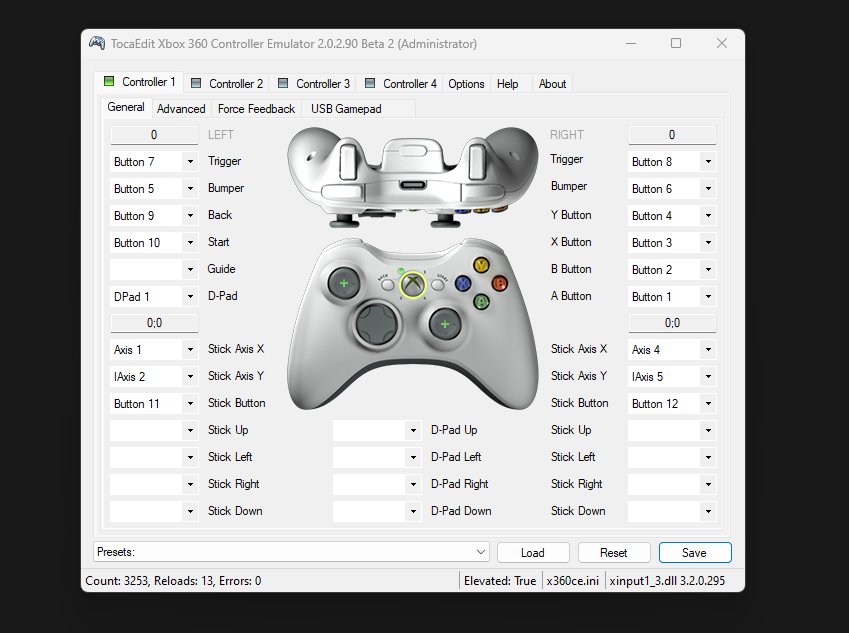 TocaEdit Xbox 360 Controller Emulator 2.0.2.90 Beta 2 (Administrator)
Controller 1 Controller 2 Controller 3 Controller 4 Options Help About
General Advanced Force Feedback USB Gamepad
0 LEFT RIGHT 0
Button 7 Trigger Trigger Button 8
Button 5 Bumper Bumper Button 6
Button 9 Back Y Button Button 4
Button 10 Start X Button Button 3
Guide B Button Button 2
DPad 1 D-Pad A Button Button 1
BACK START
Y
X B
A
0;0 0;0
Axis 1 Stick Axis X Stick Axis X Axis 4
IAxis 2 Stick Axis Y Stick Axis Y IAxis 5
Button 11 Stick Button Stick Button Button 12
Stick Up D-Pad Up Stick Up
Stick Left D-Pad Left Stick Left
Stick Right D-Pad Right Stick Right
Stick Down D-Pad Down Stick Down
Presets: Load Reset Save
Count: 3253, Reloads: 13, Errors: 0 Elevated: True x360ce.ini xinput1_3.dll 3.2.0.295